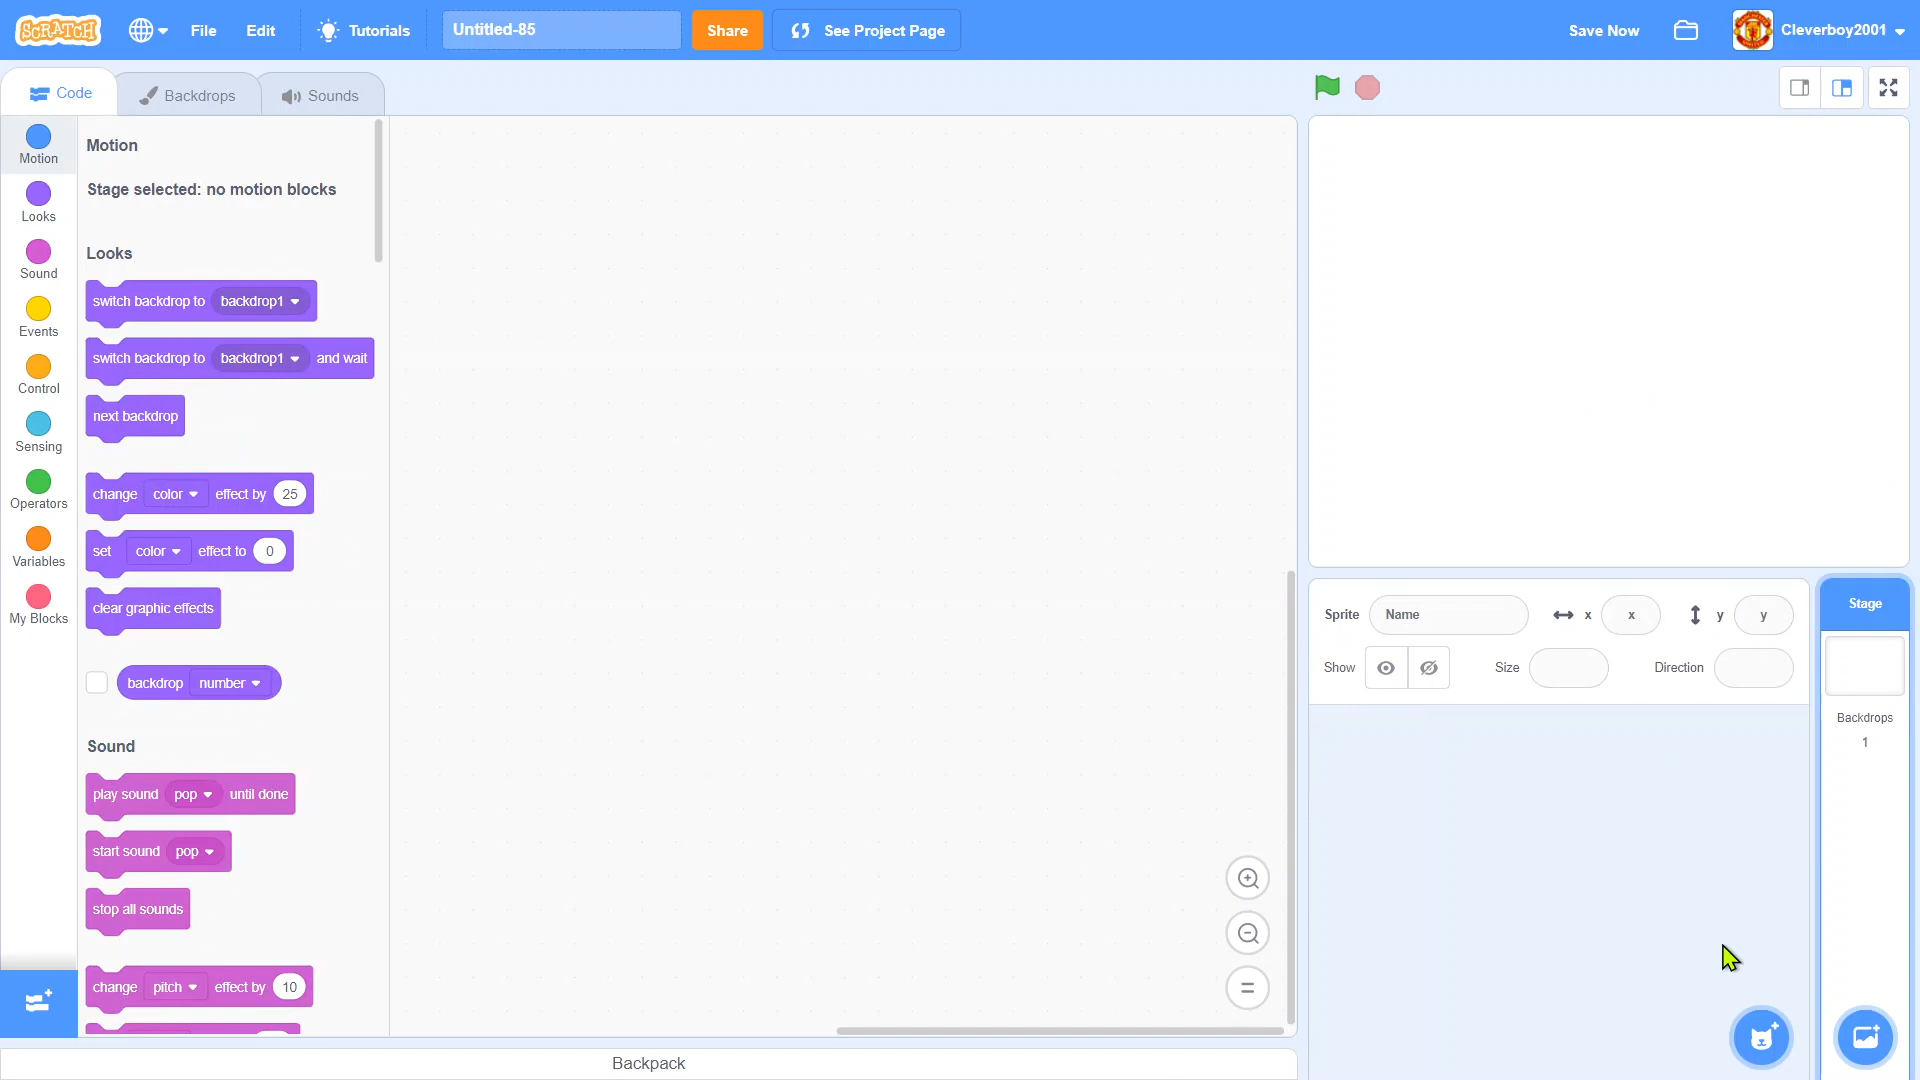 SCRATCH
File
Edit
Tutorials
Untitled-85
Share
See Project Page
Save Now
Cleverboy2001
Code
Backdrops
Sounds
Motion
Looks
Sound
Events
Control
Sensing
Operators
Variables
My Blocks
Motion
Stage selected: no motion blocks
Looks
switch backdrop to backdrop1
switch backdrop to backdrop1 and wait
next backdrop
change color effect by 25
set color effect to 0
clear graphic effects
backdrop number
Sound
play sound pop until done
start sound pop
stop all sounds
change pitch effect by 10
Backpack
Sprite Name x x y y
Show Size Direction
Stage
Backdrops
1